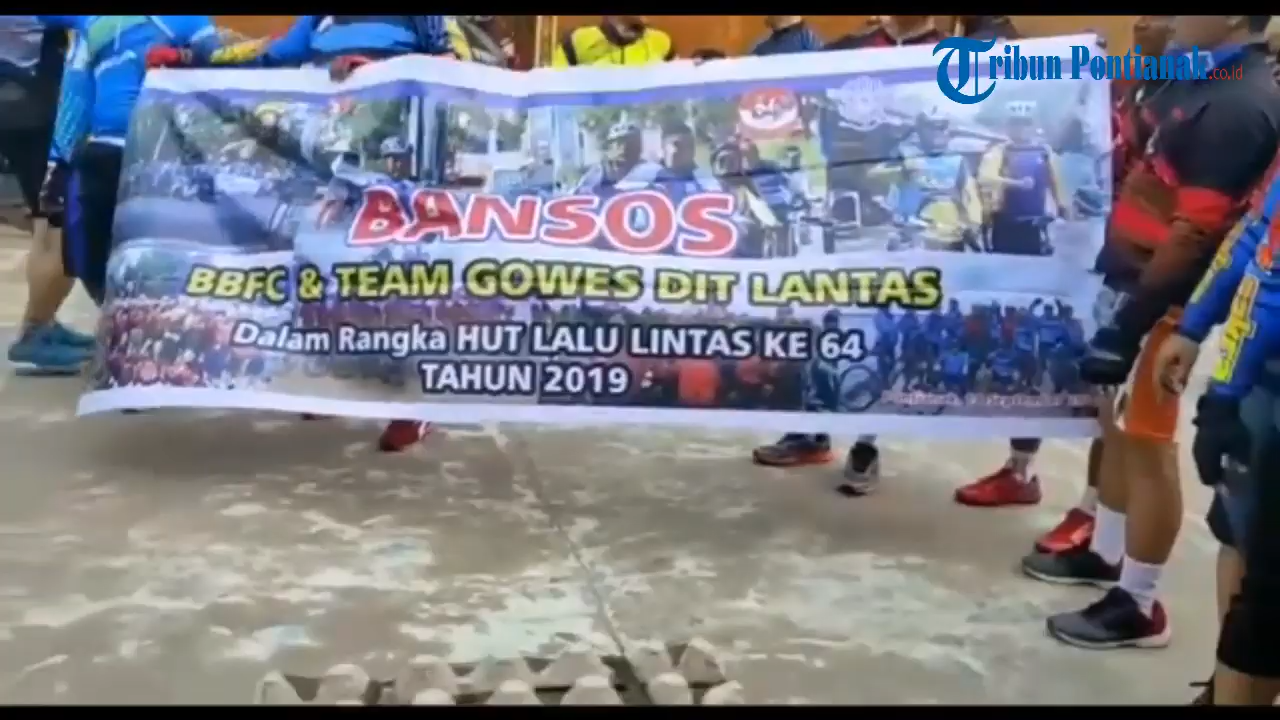 Tribun Pontianak.co.id
64
BANSOS
BBFC & TEAM GOWES DIT LANTAS
Dalam Rangka HUT LALU LINTAS KE 64
TAHUN 2019